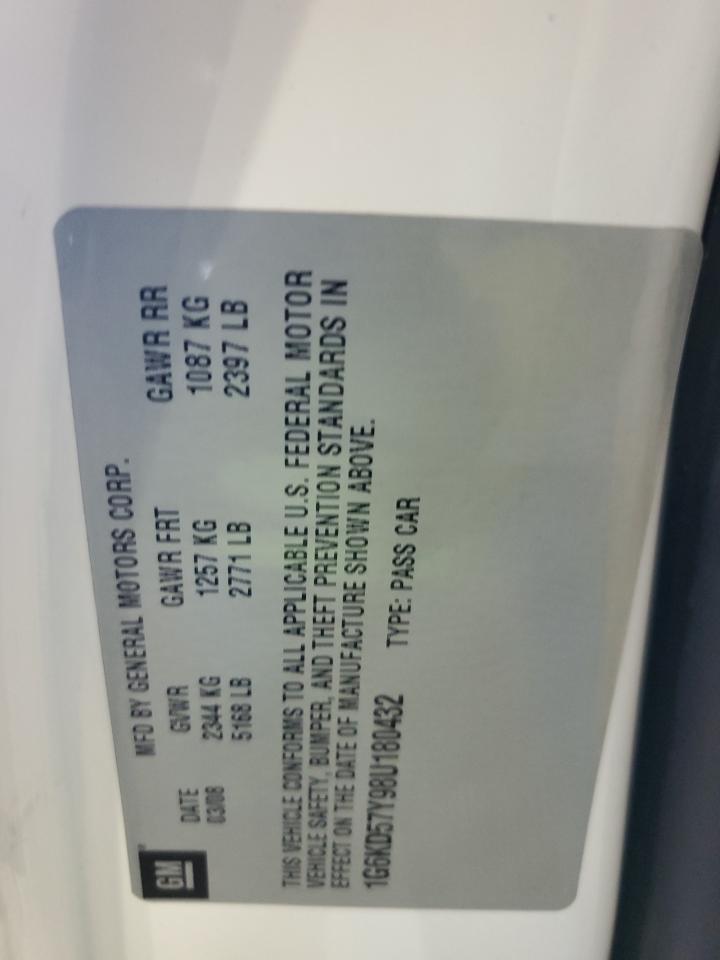 GM
MFD BY GENERAL MOTORS CORP.
DATE GVWR GAWR FRT GAWR RR
03/08 2344 KG 1257 KG 1087 KG
5168 LB 2771 LB 2397 LB
THIS VEHICLE CONFORMS TO ALL APPLICABLE U.S. FEDERAL MOTOR
VEHICLE SAFETY, BUMPER, AND THEFT PREVENTION STANDARDS IN
EFFECT ON THE DATE OF MANUFACTURE SHOWN ABOVE.
1G6KD57Y98U180432 TYPE: PASS CAR